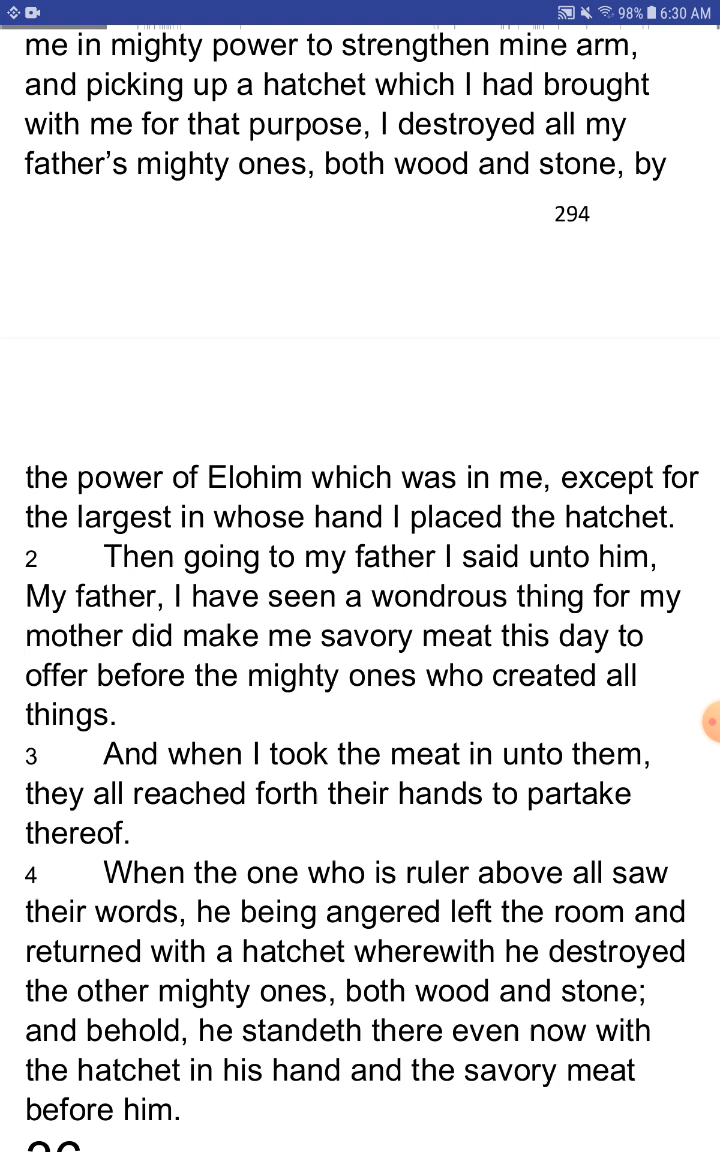 98% 6:30 AM
me in mighty power to strengthen mine arm,
and picking up a hatchet which I had brought
with me for that purpose, I destroyed all my
father’s mighty ones, both wood and stone, by
294
the power of Elohim which was in me, except for
the largest in whose hand I placed the hatchet.
2 Then going to my father I said unto him,
My father, I have seen a wondrous thing for my
mother did make me savory meat this day to
offer before the mighty ones who created all
things.
3 And when I took the meat in unto them,
they all reached forth their hands to partake
thereof.
4 When the one who is ruler above all saw
their words, he being angered left the room and
returned with a hatchet wherewith he destroyed
the other mighty ones, both wood and stone;
and behold, he standeth there even now with
the hatchet in his hand and the savory meat
before him.